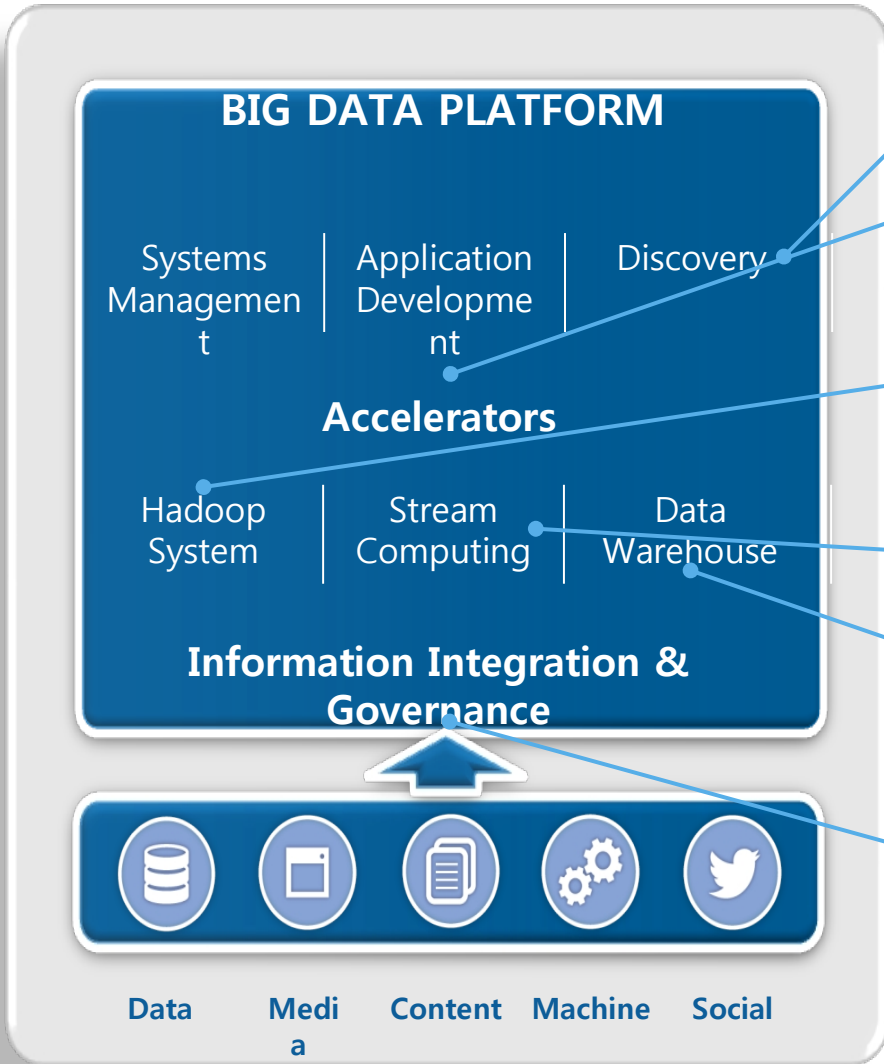 BIG DATA PLATFORM
Systems
Managemen
t
Application
Developme
nt
Discovery
Accelerators
Hadoop
System
Stream
Computing
Data
Warehouse
Information Integration &
Governance
Data
Medi
a
Content
Machine
Social